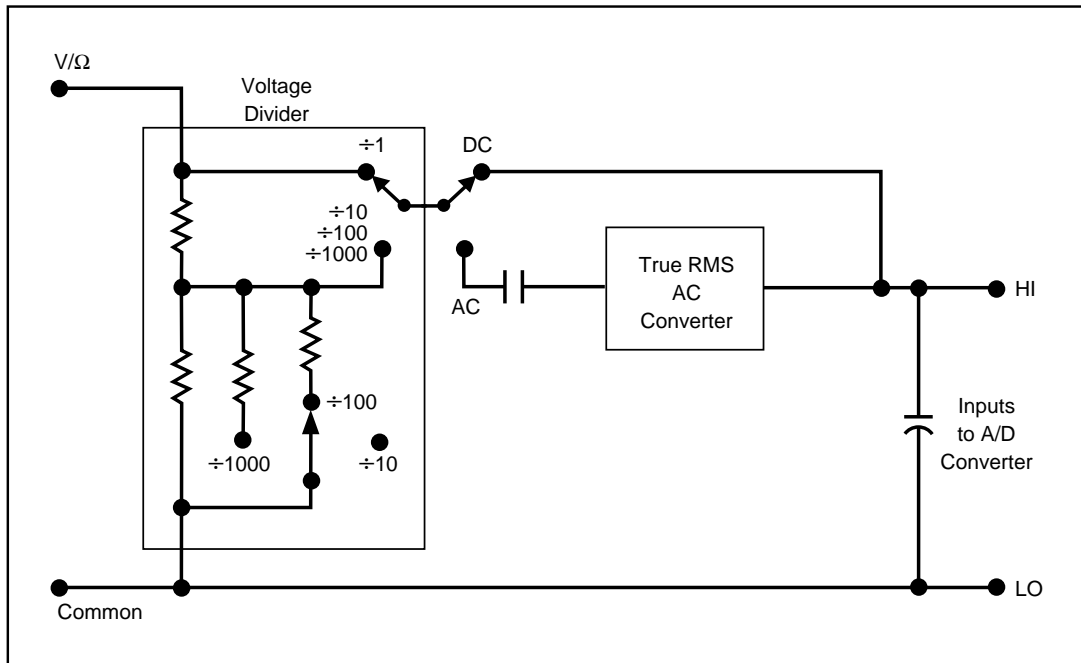 V/Ω
Voltage
Divider
÷1
DC
÷10
÷100
÷1000
AC
True RMS
AC
Converter
HI
÷100
÷1000
÷10
Inputs
to A/D
Converter
Common
LO